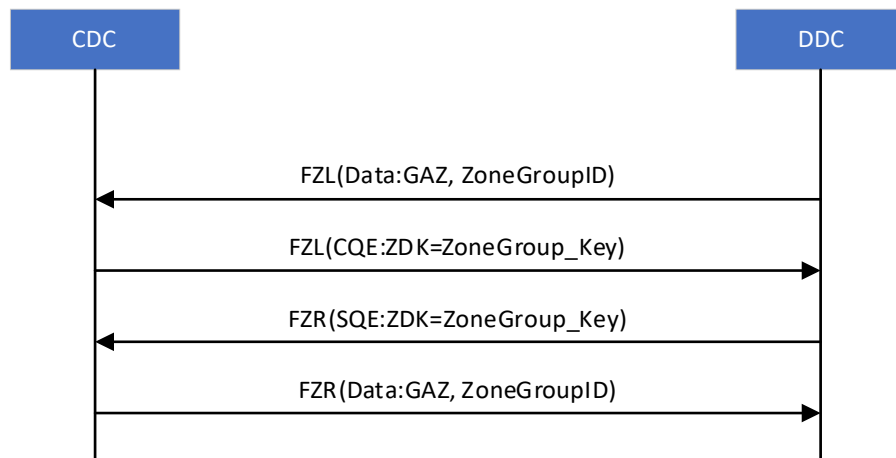 CDC
DDC
FZL(Data:GAZ, ZoneGroupID)
FZL(CQE:ZDK=ZoneGroup_Key)
FZR(SQE:ZDK=ZoneGroup_Key)
FZR(Data:GAZ, ZoneGroupID)